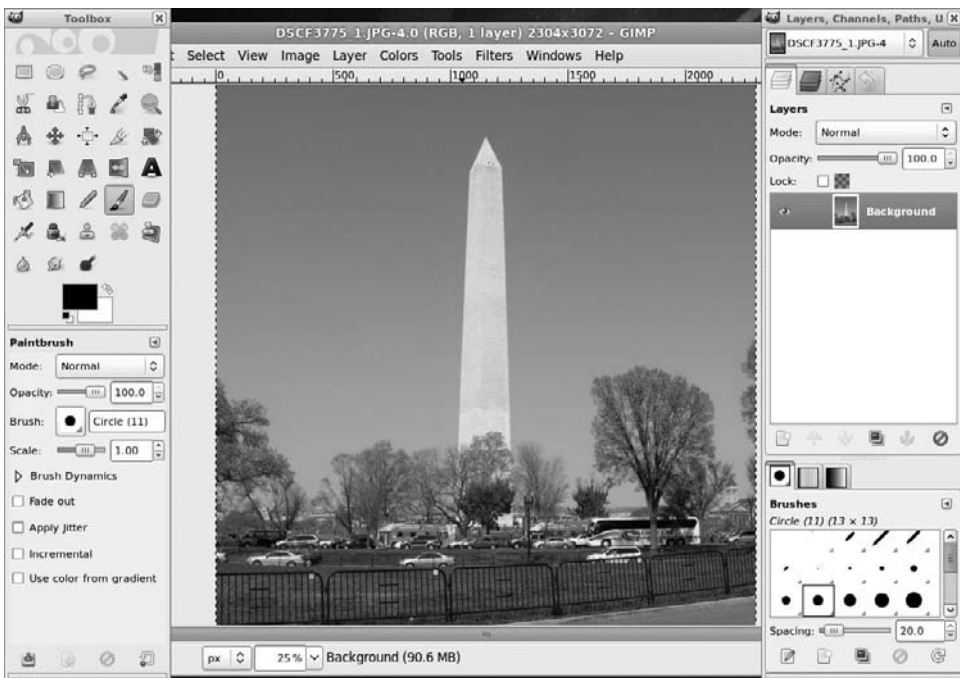 Toolbox
Paintbrush
Mode: Normal
Opacity: 100.0
Brush: Circle (11)
Scale: 1.00
Brush Dynamics
Fade out
Apply Jitter
Incremental
Use color from gradient
DSCF3775_1.JPG-4.0 (RGB, 1 layer) 2304x3072 – GIMP
t Select View Image Layer Colors Tools Filters Windows Help
0 500 1000 1500 2000
px 25% Background (90.6 MB)
Layers, Channels, Paths, U
DSCF3775_1.JPG-4 Auto
Layers
Mode: Normal
Opacity: 100.0
Lock:
Background
Brushes
Circle (11) (13 × 13)
Spacing: 20.0